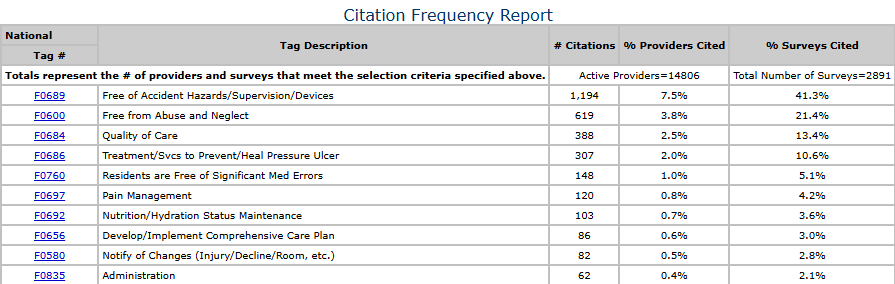 Citation Frequency Report
National
Tag # Tag Description # Citations % Providers Cited % Surveys Cited
Totals represent the # of providers and surveys that meet the selection criteria specified above. Active Providers=14806 Total Number of Surveys=2891
F0689 Free of Accident Hazards/Supervision/Devices 1,194 7.5% 41.3%
F0600 Free from Abuse and Neglect 619 3.8% 21.4%
F0684 Quality of Care 388 2.5% 13.4%
F0686 Treatment/Svcs to Prevent/Heal Pressure Ulcer 307 2.0% 10.6%
F0760 Residents are Free of Significant Med Errors 148 1.0% 5.1%
F0697 Pain Management 120 0.8% 4.2%
F0692 Nutrition/Hydration Status Maintenance 103 0.7% 3.6%
F0656 Develop/Implement Comprehensive Care Plan 86 0.6% 3.0%
F0580 Notify of Changes (Injury/Decline/Room, etc.) 82 0.5% 2.8%
F0835 Administration 62 0.4% 2.1%